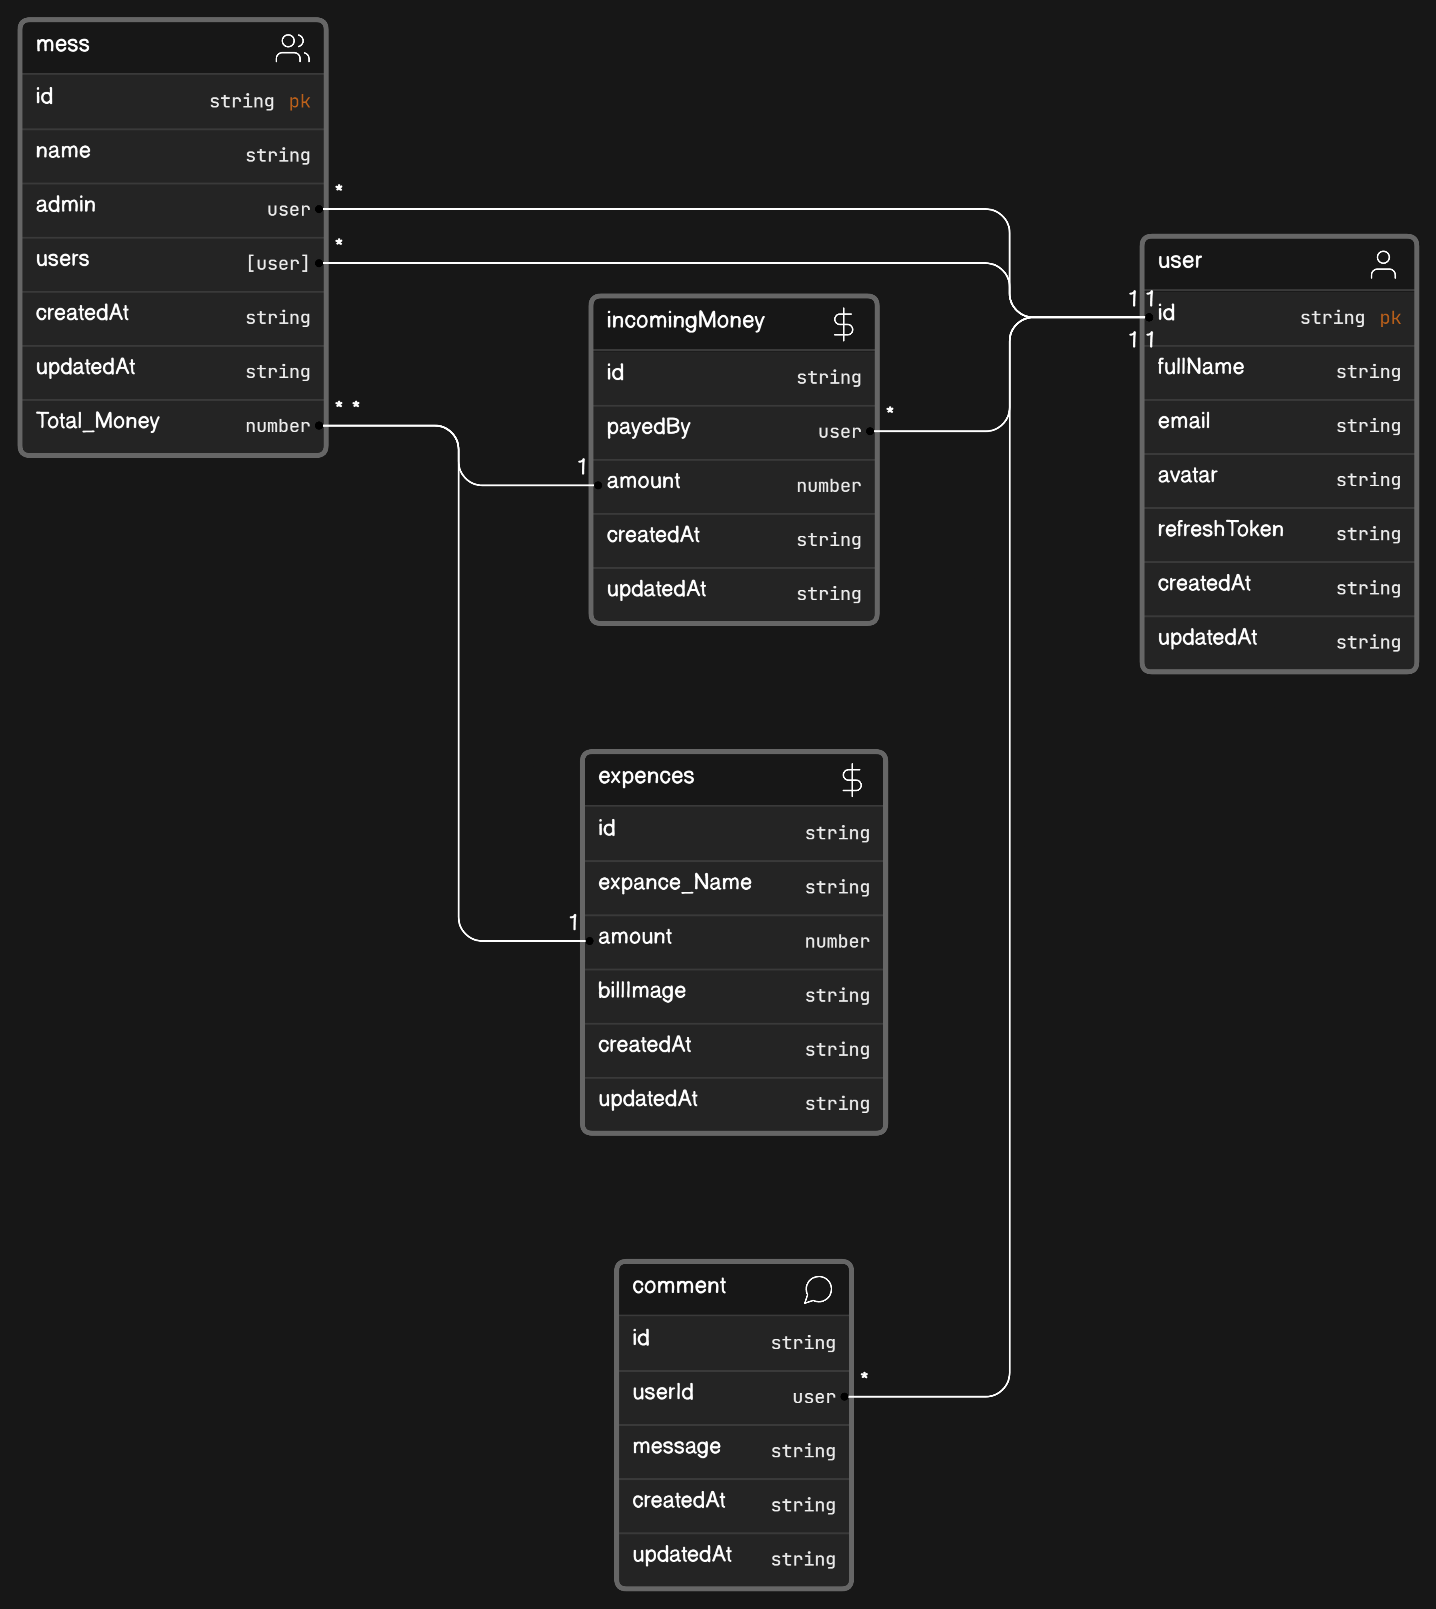 mess
id string pk
name string
admin user *
users [user] *
createdAt string
updatedAt string
Total_Money number * *
incomingMoney
id string
payedBy user *
1 amount number
createdAt string
updatedAt string
user
1 1
id string pk
1 1
fullName string
email string
avatar string
refreshToken string
createdAt string
updatedAt string
expences
id string
expance_Name string
1 amount number
billImage string
createdAt string
updatedAt string
comment
id string
userId user *
message string
createdAt string
updatedAt string